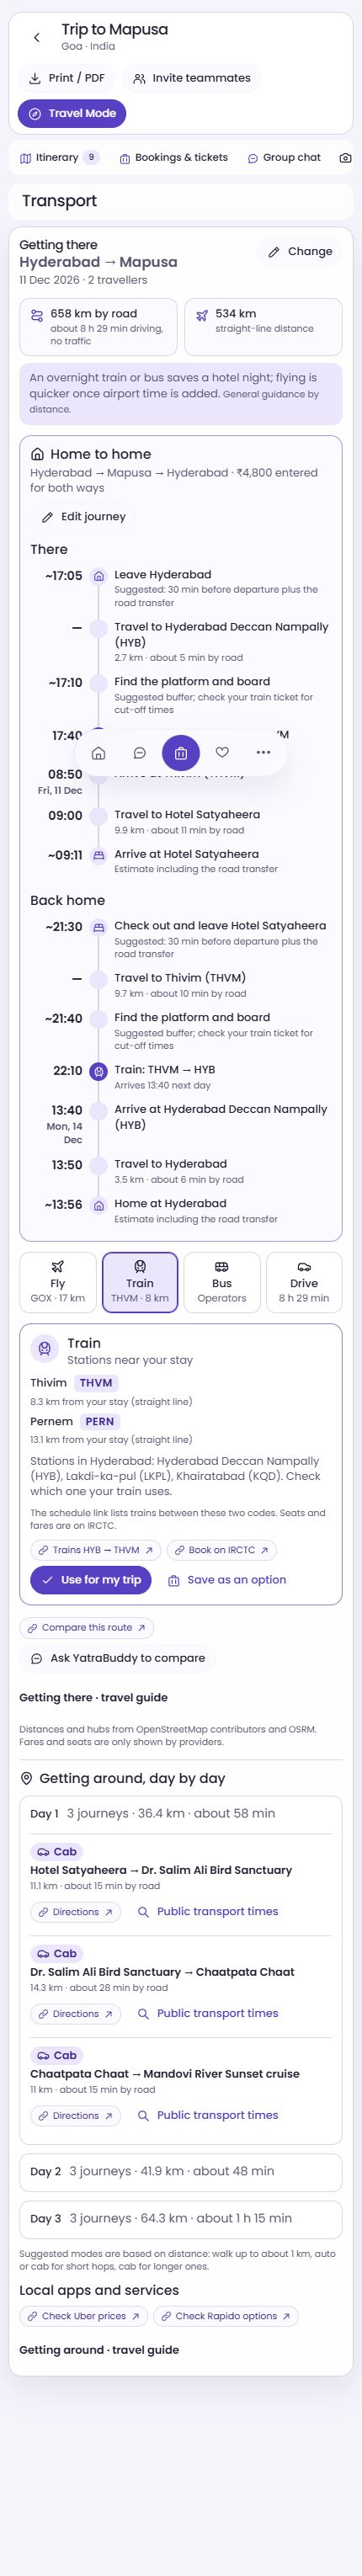 Trip to Mapusa
Goa · India
Print / PDF
Invite teammates
Travel Mode
Itinerary 9
Bookings & tickets
Group chat
Transport
Getting there
Hyderabad → Mapusa
11 Dec 2026 · 2 travellers
Change
658 km by road
about 8 h 29 min driving,
no traffic
534 km
straight-line distance
An overnight train or bus saves a hotel night; flying is
quicker once airport time is added. General guidance by
distance.
Home to home
Hyderabad → Mapusa → Hyderabad · ₹4,800 entered
for both ways
Edit journey
There
~17:05 Leave Hyderabad
Suggested: 30 min before departure plus the
road transfer
— Travel to Hyderabad Deccan Nampally
(HYB)
2.7 km · about 5 min by road
~17:10 Find the platform and board
Suggested buffer; check your train ticket for
cut-off times
17:40
08:50
Fri, 11 Dec
09:00 Travel to Hotel Satyaheera
9.9 km · about 11 min by road
~09:11 Arrive at Hotel Satyaheera
Estimate including the road transfer
Back home
~21:30 Check out and leave Hotel Satyaheera
Suggested: 30 min before departure plus the
road transfer
— Travel to Thivim (THVM)
9.7 km · about 10 min by road
~21:40 Find the platform and board
Suggested buffer; check your train ticket for
cut-off times
22:10 Train: THVM → HYB
Arrives 13:40 next day
13:40 Arrive at Hyderabad Deccan Nampally
Mon, 14 (HYB)
Dec
13:50 Travel to Hyderabad
3.5 km · about 6 min by road
~13:56 Home at Hyderabad
Estimate including the road transfer
Fly
GOX · 17 km
Train
THVM · 8 km
Bus
Operators
Drive
8 h 29 min
Train
Stations near your stay
Thivim THVM
8.3 km from your stay (straight line)
Pernem PERN
13.1 km from your stay (straight line)
Stations in Hyderabad: Hyderabad Deccan Nampally
(HYB), Lakdi-ka-pul (LKPL), Khairatabad (KQD). Check
which one your train uses.
The schedule link lists trains between these two codes. Seats and
fares are on IRCTC.
Trains HYB → THVM ↗
Book on IRCTC ↗
Use for my trip
Save as an option
Compare this route ↗
Ask YatraBuddy to compare
Getting there · travel guide
Distances and hubs from OpenStreetMap contributors and OSRM.
Fares and seats are only shown by providers.
Getting around, day by day
Day 1 3 journeys · 36.4 km · about 58 min
Cab
Hotel Satyaheera → Dr. Salim Ali Bird Sanctuary
11.1 km · about 15 min by road
Directions ↗
Public transport times
Cab
Dr. Salim Ali Bird Sanctuary → Chaatpata Chaat
14.3 km · about 28 min by road
Directions ↗
Public transport times
Cab
Chaatpata Chaat → Mandovi River Sunset cruise
11 km · about 15 min by road
Directions ↗
Public transport times
Day 2 3 journeys · 41.9 km · about 48 min
Day 3 3 journeys · 64.3 km · about 1 h 15 min
Suggested modes are based on distance: walk up to about 1 km, auto
or cab for short hops, cab for longer ones.
Local apps and services
Check Uber prices ↗
Check Rapido options ↗
Getting around · travel guide